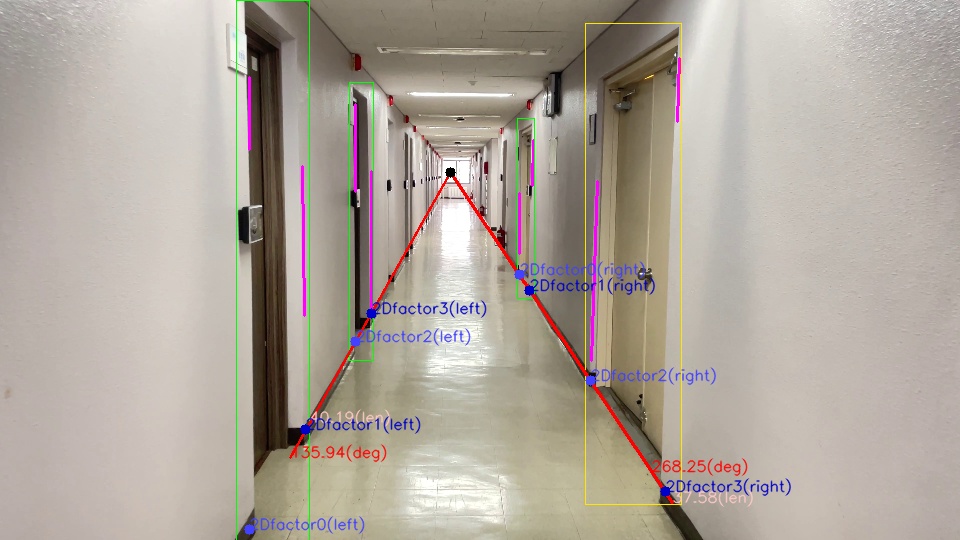 2Dfactor0(right)
2Dfactor1(right)
2Dfactor3(left)
2Dfactor2(left)
2Dfactor2(right)
40.19(len)
2Dfactor1(left)
135.94(deg)
268.25(deg)
2Dfactor3(right)
37.58(len)
2Dfactor0(left)